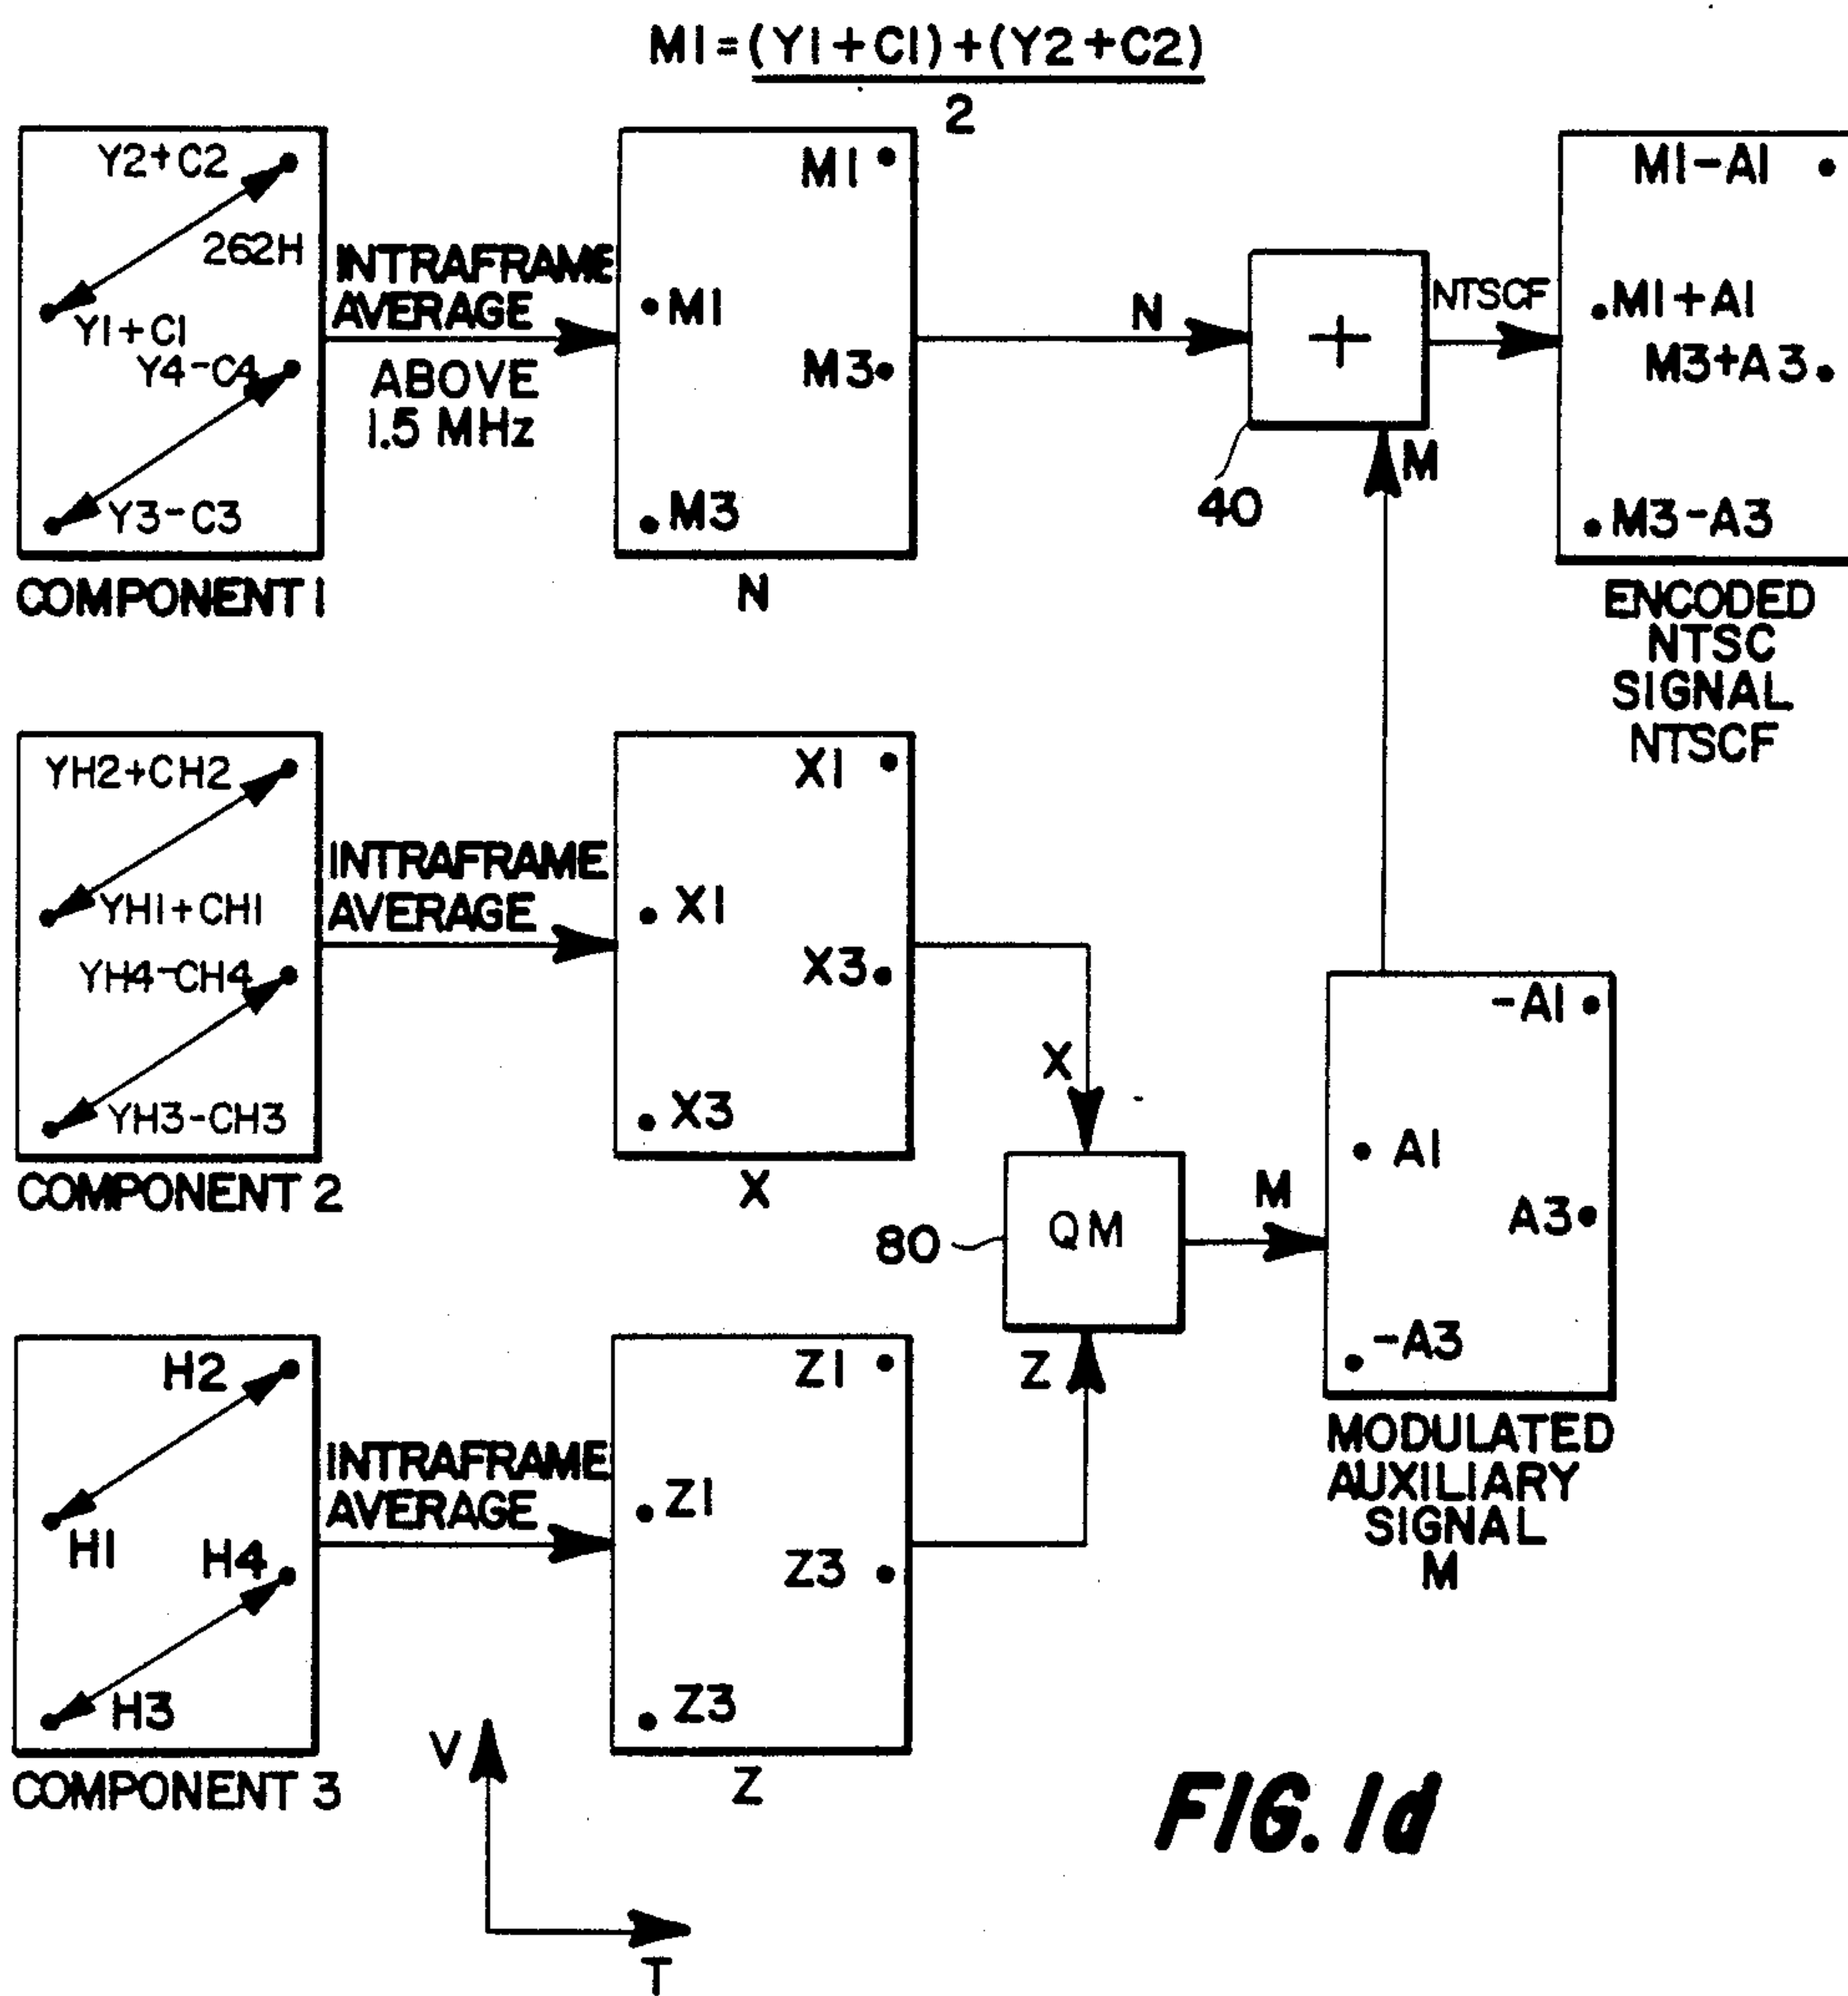 M1=(Y1+C1)+(Y2+C2)
2
Y2+C2
262H
Y1+C1
Y4-C4
Y3-C3
COMPONENT 1
INTRAFRAME
AVERAGE
ABOVE
1.5 MHz
M1
M1
M3
M3
N
N
+
40
M
NTSCF
M1-A1
M1+A1
M3+A3
M3-A3
ENCODED
NTSC
SIGNAL
NTSCF
YH2+CH2
YH1+CH1
YH4-CH4
YH3-CH3
COMPONENT 2
INTRAFRAME
AVERAGE
X1
X1
X3
X3
X
X
80
QM
M
Z
-A1
A1
A3
-A3
MODULATED
AUXILIARY
SIGNAL
M
H2
H1
H4
H3
COMPONENT 3
INTRAFRAME
AVERAGE
Z1
Z1
Z3
Z3
Z
V
T
FIG. 1d